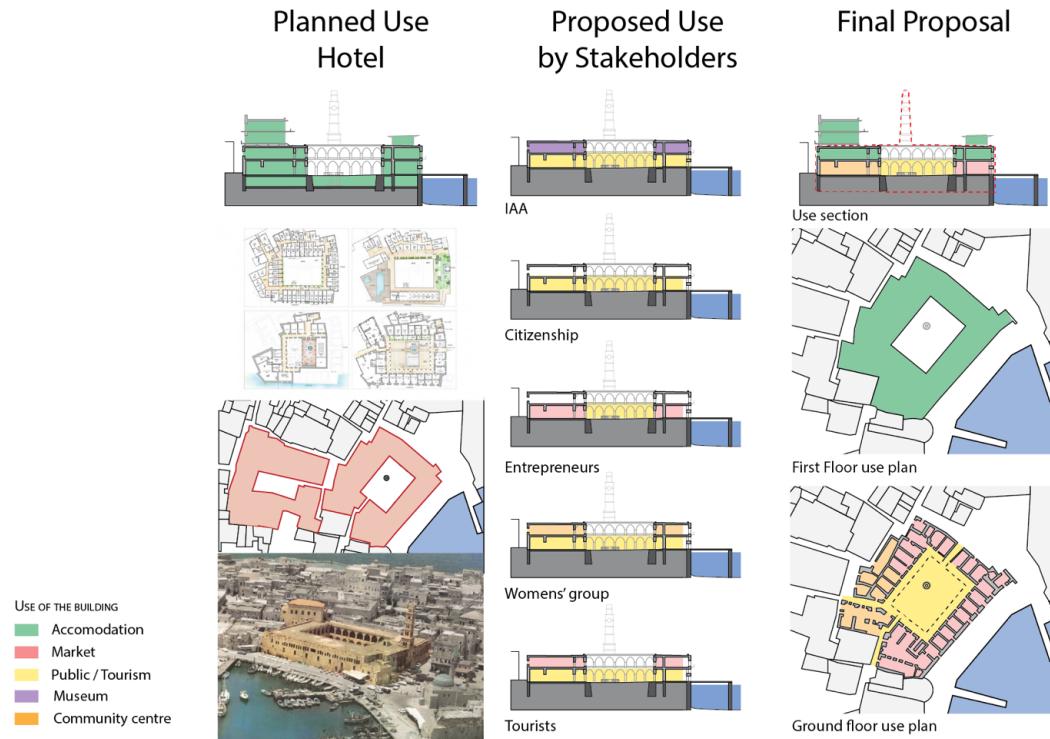 Planned Use
Hotel
Proposed Use
by Stakeholders
Final Proposal
IAA
Citizenship
Entrepreneurs
Womens' group
Tourists
Use section
First Floor use plan
Ground floor use plan
USE OF THE BUILDING
Accomodation
Market
Public / Tourism
Museum
Community centre